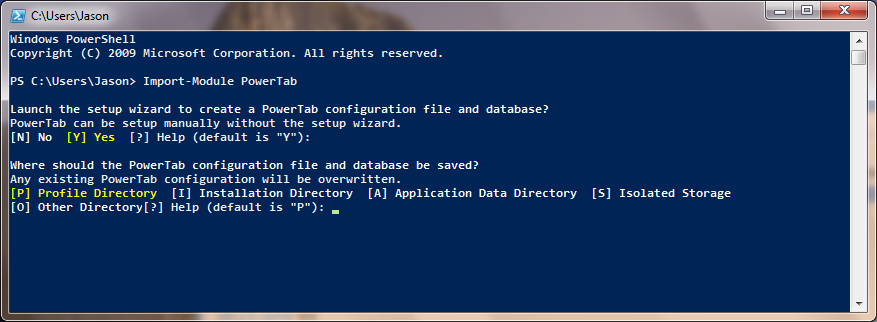 C:\Users\Jason
Windows PowerShell
Copyright (C) 2009 Microsoft Corporation. All rights reserved.
PS C:\Users\Jason> Import-Module PowerTab
Launch the setup wizard to create a PowerTab configuration file and database?
PowerTab can be setup manually without the setup wizard.
[N] No  [Y] Yes  [?] Help (default is "Y"):
Where should the PowerTab configuration file and database be saved?
Any existing PowerTab configuration will be overwritten.
[P] Profile Directory  [I] Installation Directory  [A] Application Data Directory  [S] Isolated Storage
[O] Other Directory[?] Help (default is "P"):